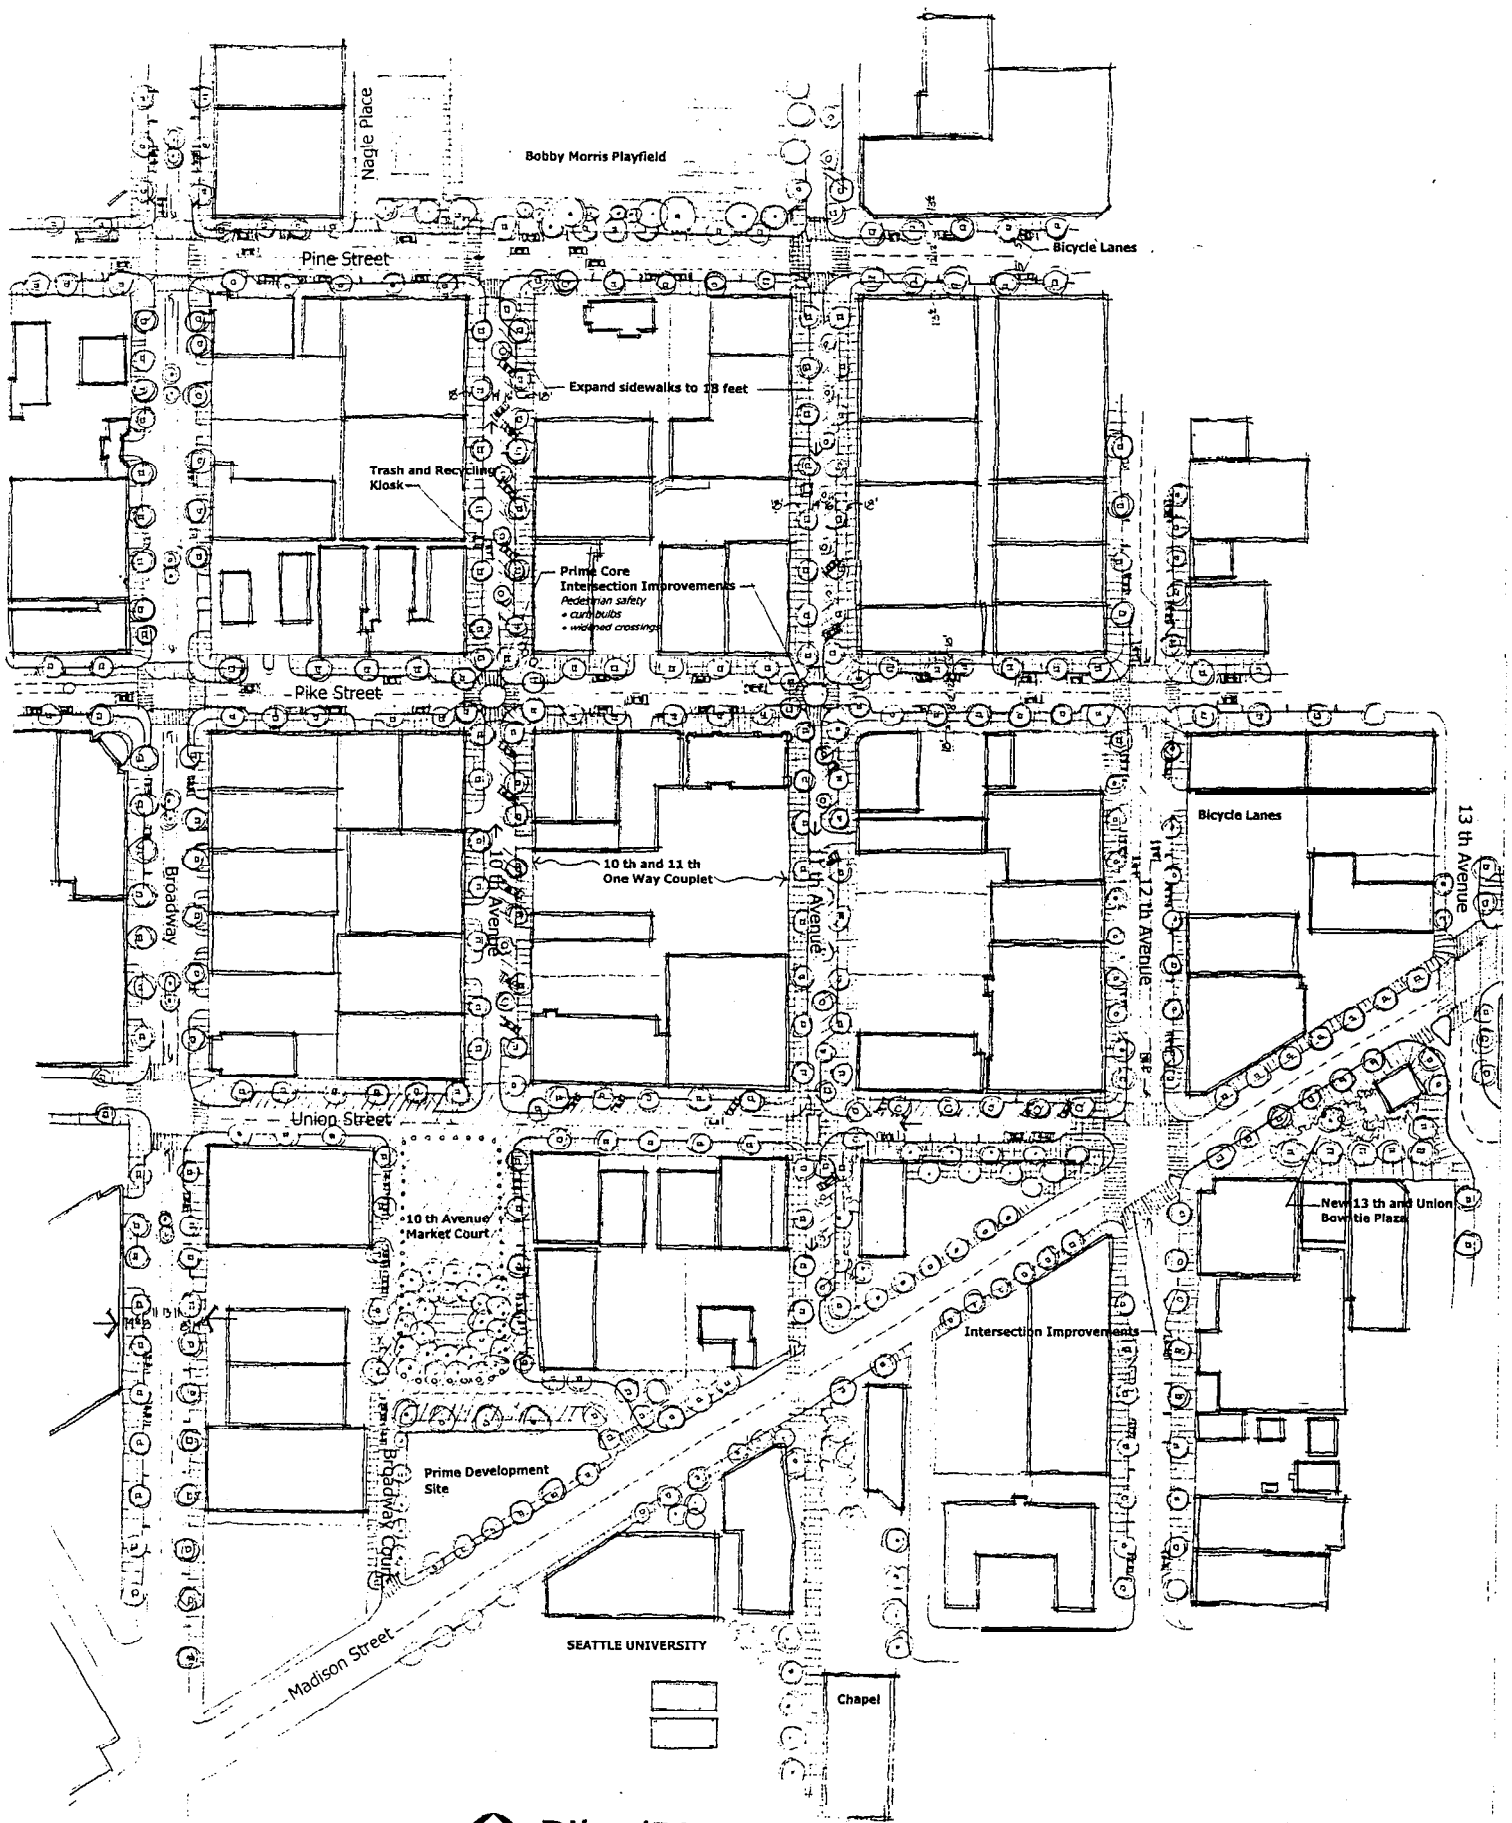 Nagle Place
Bobby Morris Playfield
Bicycle Lanes
Pine Street
Expand sidewalks to 18 feet
Trash and Recycling
Kiosk
Prime Core
Intersection Improvements
Pedestrian safety
• curb bulbs
• widened crossings
Pike Street
Bicycle Lanes
13 th Avenue
Broadway
10 th Avenue
10 th and 11 th
One Way Couplet
th Avenue
12 th Avenue
Union Street
10 th Avenue
Market Court
New 13 th and Union
Bowtie Plaza
Intersection Improvements
Broadway Court
Prime Development
Site
Madison Street
SEATTLE UNIVERSITY
Chapel